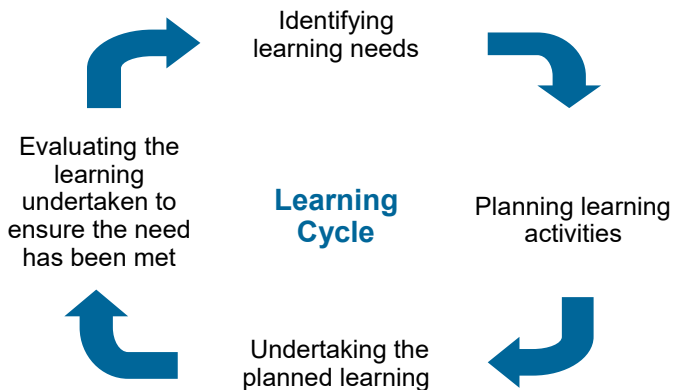 Identifying
learning needs
Planning learning
activities
Undertaking the
planned learning
Evaluating the
learning
undertaken to
ensure the need
has been met
Learning
Cycle